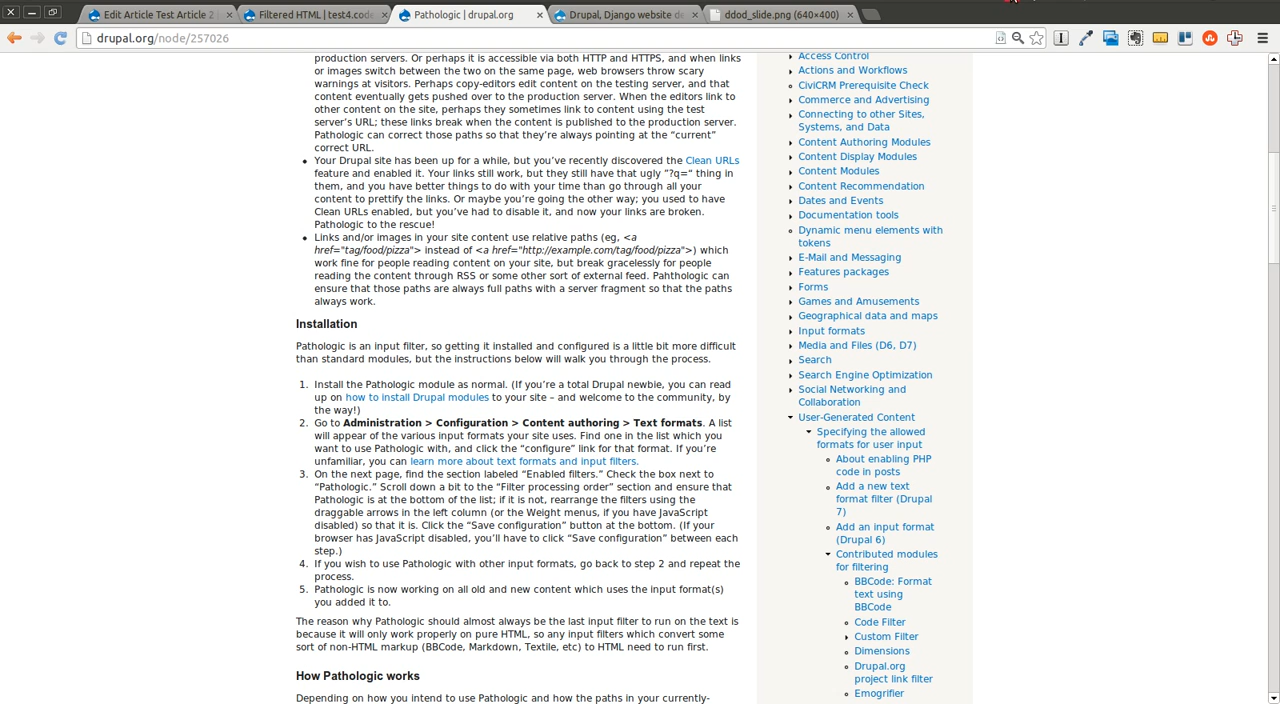 Edit Article Test Article 2
Filtered HTML | test4.code
Pathologic | drupal.org
Drupal, Django website de
ddod_slide.png (640×400)
drupal.org/node/257026
production servers. Or perhaps it is accessible via both HTTP and HTTPS, and when links
or images switch between the two on the same page, web browsers throw scary
warnings at visitors. Perhaps copy-editors edit content on the testing server, and that
content eventually gets pushed over to the production server. When the editors link to
other content on the site, perhaps they sometimes link to content using the test
server's URL; these links break when the content is published to the production server.
Pathologic can correct those paths so that they're always pointing at the “current”
correct URL.
• Your Drupal site has been up for a while, but you've recently discovered the Clean URLs
feature and enabled it. Your links still work, but they still have that ugly “?q=“ thing in
them, and you have better things to do with your time than go through all your
content to prettify the links. Or maybe you're going the other way; you used to have
Clean URLs enabled, but you've had to disable it, and now your links are broken.
Pathologic to the rescue!
• Links and/or images in your site content use relative paths (eg, <a
href="tag/food/pizza"> instead of <a href="http://example.com/tag/food/pizza">) which
work fine for people reading content on your site, but break gracelessly for people
reading the content through RSS or some other sort of external feed. Panthologic can
ensure that those paths are always full paths with a server fragment so that the paths
always work.
Installation
Pathologic is an input filter, so getting it installed and configured is a little bit more difficult
than standard modules, but the instructions below will walk you through the process.
1. Install the Pathologic module as normal. (If you're a total Drupal newbie, you can read
up on how to install Drupal modules to your site – and welcome to the community, by
the way!)
2. Go to Administration > Configuration > Content authoring > Text formats. A list
will appear of the various input formats your site uses. Find one in the list which you
want to use Pathologic with, and click the “configure” link for that format. If you're
unfamiliar, you can learn more about text formats and input filters.
3. On the next page, find the section labeled “Enabled filters.” Check the box next to
“Pathologic.” Scroll down a bit to the “Filter processing order” section and ensure that
Pathologic is at the bottom of the list; if it is not, rearrange the filters using the
draggable arrows in the left column (or the Weight menus, if you have JavaScript
disabled) so that it is. Click the “Save configuration” button at the bottom. (If your
browser has JavaScript disabled, you'll have to click “Save configuration” between each
step.)
4. If you wish to use Pathologic with other input formats, go back to step 2 and repeat the
process.
5. Pathologic is now working on all old and new content which uses the input format(s)
you added it to.
The reason why Pathologic should almost always be the last input filter to run on the text is
because it will only work properly on pure HTML, so any input filters which convert some
sort of non-HTML markup (BBCode, Markdown, Textile, etc) to HTML need to run first.
How Pathologic works
Depending on how you intend to use Pathologic and how the paths in your currently-
Access Control
Actions and Workflows
CiviCRM Prerequisite Check
Commerce and Advertising
Connecting to other Sites,
Systems, and Data
Content Authoring Modules
Content Display Modules
Content Modules
Content Recommendation
Dates and Events
Documentation tools
Dynamic menu elements with
tokens
E-Mail and Messaging
Features packages
Forms
Games and Amusements
Geographical data and maps
Input formats
Media and Files (D6, D7)
Search
Search Engine Optimization
Social Networking and
Collaboration
User-Generated Content
Specifying the allowed
formats for user input
About enabling PHP
code in posts
Add a new text
format filter (Drupal
7)
Add an input format
(Drupal 6)
Contributed modules
for filtering
BBCode: Format
text using
BBCode
Code Filter
Custom Filter
Dimensions
Drupal.org
project link filter
Emogrifier